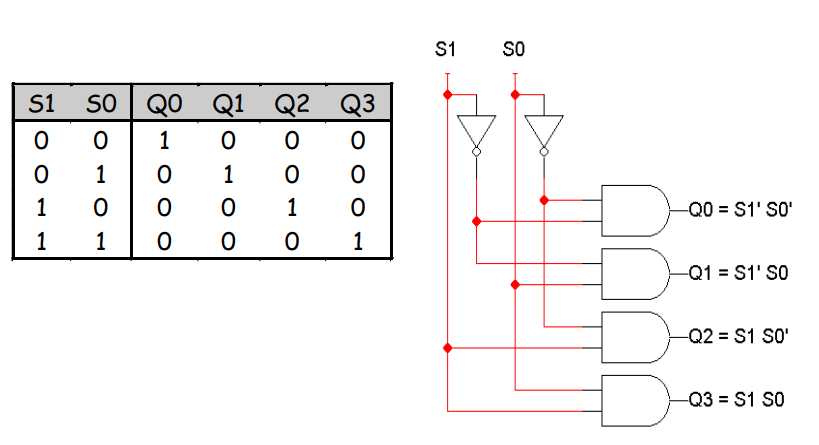 S1 S0 Q0 Q1 Q2 Q3
0 0 1 0 0 0
0 1 0 1 0 0
1 0 0 0 1 0
1 1 0 0 0 1
S1 S0
Q0 = S1' S0'
Q1 = S1' S0
Q2 = S1 S0'
Q3 = S1 S0